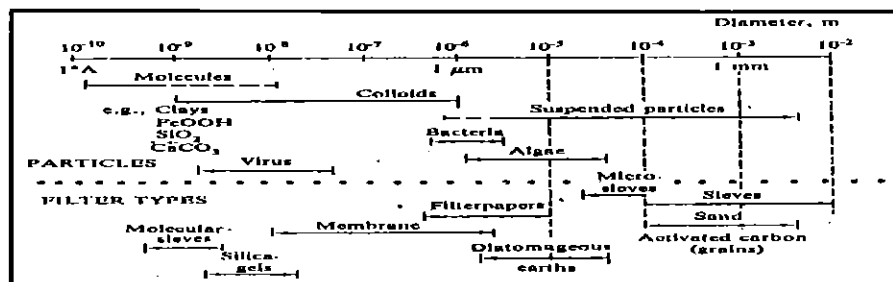 Diameter, m
10⁻¹⁰ 10⁻⁹ 10⁻⁸ 10⁻⁷ 10⁻⁶ 10⁻⁵ 10⁻⁴ 10⁻³ 10⁻²
1 μm 1 mm
Molecules
Colloids
e.g., Clays
FeOOH
SiO₂
CaCO₃
Suspended particles
Bacteria
Algae
Virus
PARTICLES
Micro-
sieves
FILTER TYPES
Sieves
Filterpapers
Sand
Molecular-
sieves
Membrane
Activated carbon
(grains)
Diatomageous
earths
Silica-
gels